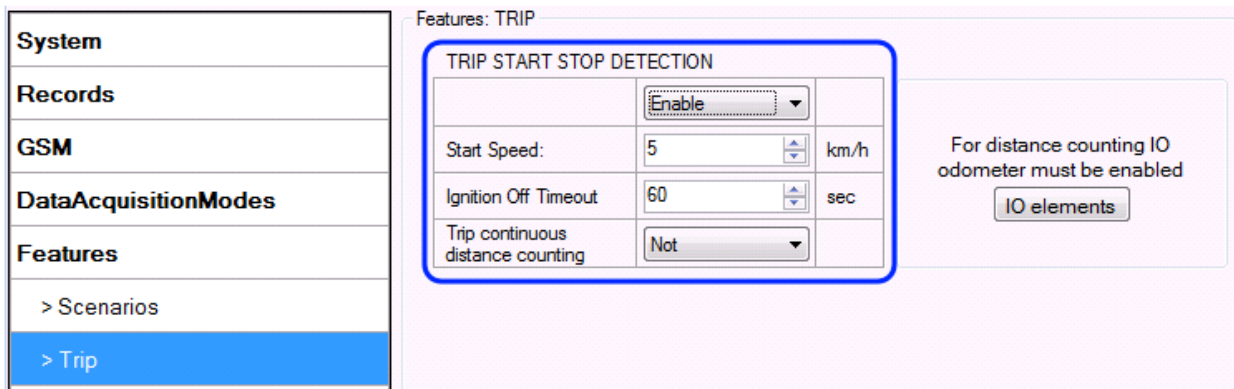 System
Records
GSM
DataAcquisitionModes
Features
> Scenarios
> Trip
Features: TRIP
TRIP START STOP DETECTION
Enable
Start Speed: 5 km/h
Ignition Off Timeout 60 sec
Trip continuous
distance counting Not
For distance counting IO
odometer must be enabled
IO elements